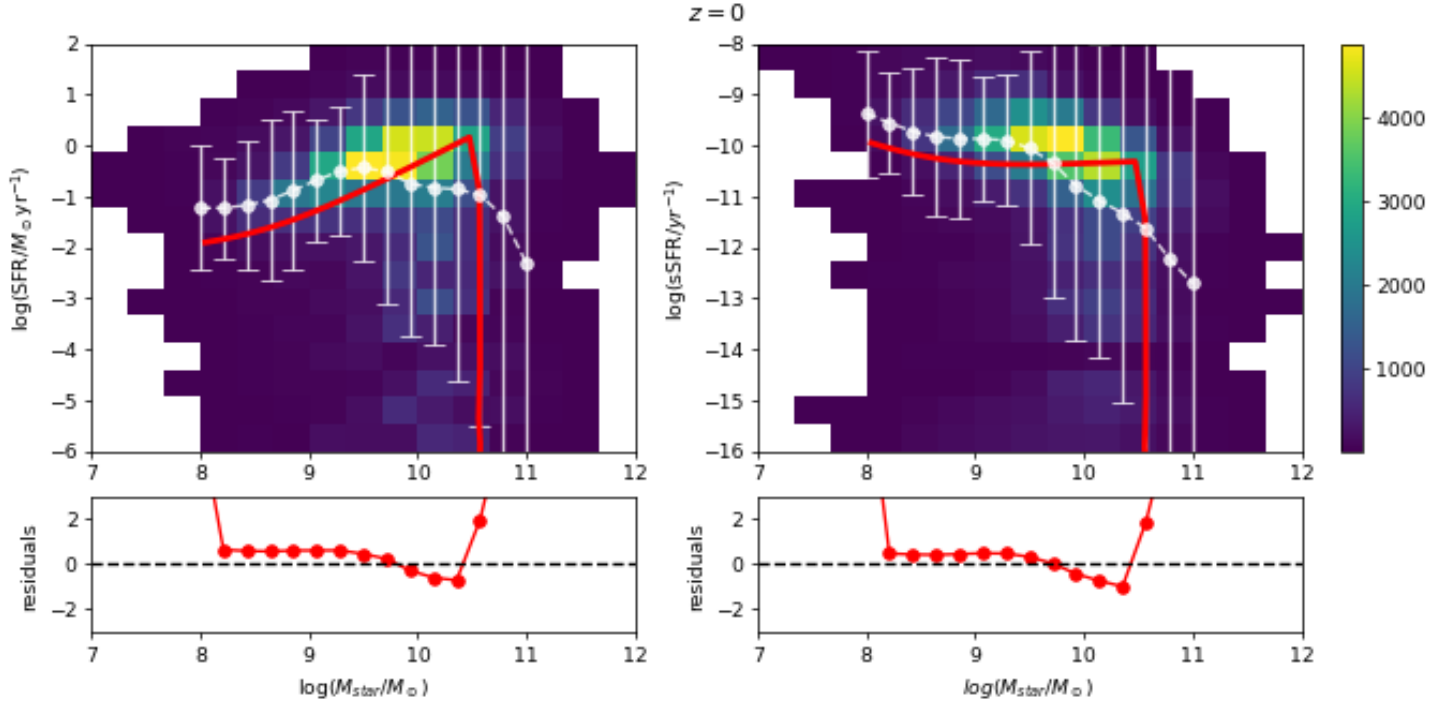 z = 0
2
1
0
−1
−2
−3
−4
−5
−6
log(SFR/M⊙ yr⁻¹)
7 8 9 10 11 12
−8
−9
−10
−11
−12
−13
−14
−15
−16
log(sSFR/yr⁻¹)
7 8 9 10 11 12
4000
3000
2000
1000
2
0
−2
residuals
7 8 9 10 11 12
log(Mstar/M⊙)
2
0
−2
residuals
7 8 9 10 11 12
log(Mstar/M⊙)